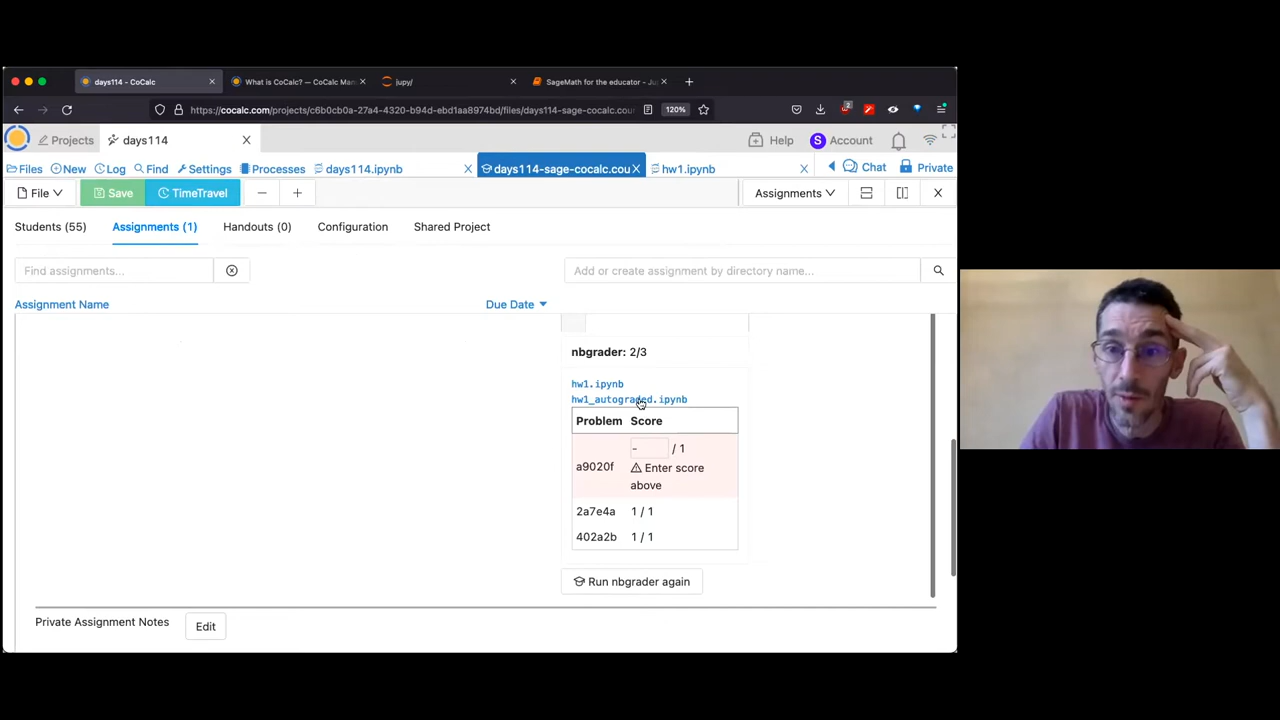 days114 - CoCalc
What is CoCalc? — CoCalc Man
jupy/
SageMath for the educator - Ju
https://cocalc.com/projects/c6b0cb0a-27a4-4320-b94d-ebd1aa8974bd/files/days114-sage-cocalc.cour
120%
2
Projects
days114
Help
S
Account
Files
New
Log
Find
Settings
Processes
days114.ipynb
days114-sage-cocalc.cou
hw1.ipynb
Chat
Private
File
Save
TimeTravel
Assignments
Students (55)
Assignments (1)
Handouts (0)
Configuration
Shared Project
Find assignments...
Add or create assignment by directory name...
Assignment Name
Due Date
nbgrader: 2/3
hw1.ipynb
hw1_autograded.ipynb
Problem Score
- / 1
a9020f
Enter score
above
2a7e4a 1 / 1
402a2b 1 / 1
Run nbgrader again
Private Assignment Notes
Edit